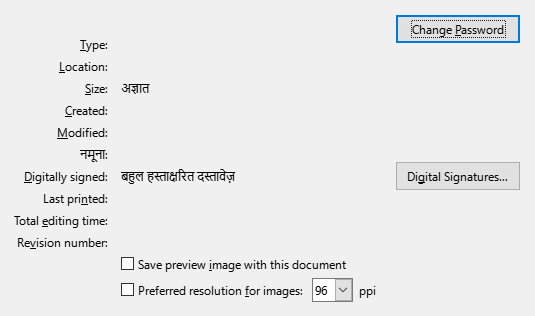 Change Password
Type:
Location:
Size: अज्ञात
Created:
Modified:
नमूना:
Digitally signed: बहुल हस्ताक्षरित दस्तावेज़
Digital Signatures...
Last printed:
Total editing time:
Revision number:
Save preview image with this document
Preferred resolution for images: 96 ppi